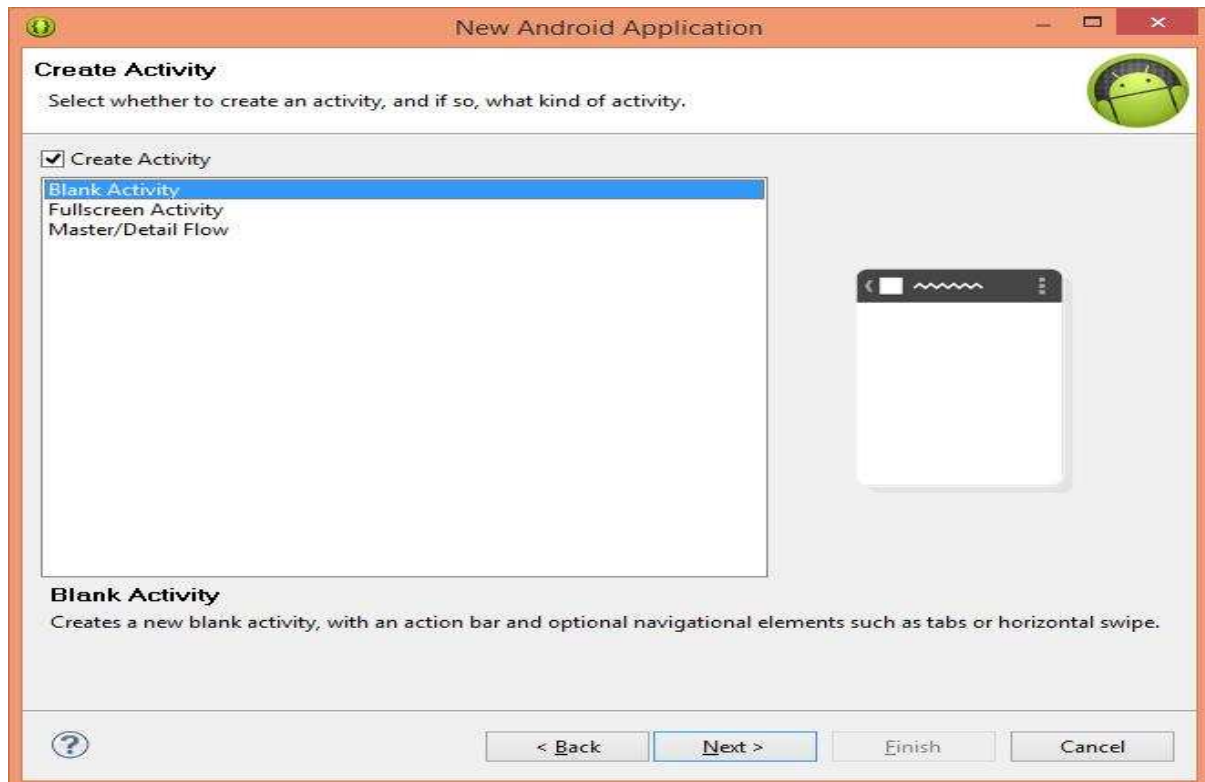 New Android Application
Create Activity
Select whether to create an activity, and if so, what kind of activity.
Create Activity
Blank Activity
Fullscreen Activity
Master/Detail Flow
Blank Activity
Creates a new blank activity, with an action bar and optional navigational elements such as tabs or horizontal swipe.
?
< Back
Next >
Finish
Cancel